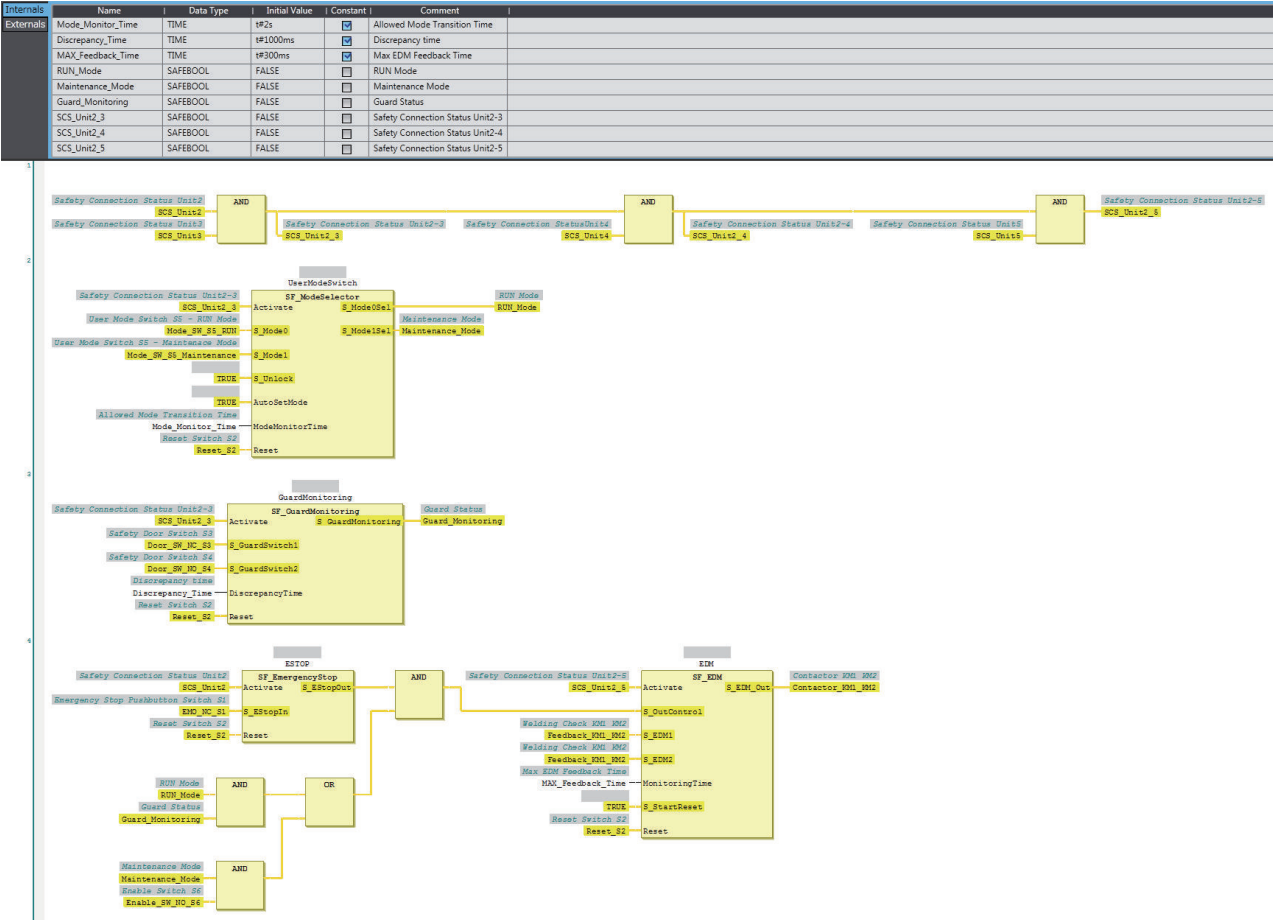 Internals
Externals
Name | Data Type | Initial Value | Constant | Comment |
Mode_Monitor_Time TIME t#2s Allowed Mode Transition Time
Discrepancy_Time TIME t#1000ms Discrepancy time
MAX_Feedback_Time TIME t#300ms Max EDM Feedback Time
RUN_Mode SAFEBOOL FALSE RUN Mode
Maintenance_Mode SAFEBOOL FALSE Maintenance Mode
Guard_Monitoring SAFEBOOL FALSE Guard Status
SCS_Unit2_3 SAFEBOOL FALSE Safety Connection Status Unit2-3
SCS_Unit2_4 SAFEBOOL FALSE Safety Connection Status Unit2-4
SCS_Unit2_5 SAFEBOOL FALSE Safety Connection Status Unit2-5
1
Safety Connection Status Unit2 AND AND AND Safety Connection Status Unit2-5
SCS_Unit2 SCS_Unit2_5
Safety Connection Status Unit3 Safety Connection Status Unit2-3 Safety Connection StatusUnit4 Safety Connection Status Unit2-4 Safety Connection Status Unit5
SCS_Unit3 SCS_Unit2_3 SCS_Unit4 SCS_Unit2_4 SCS_Unit5
2
UserModeSwitch
Safety Connection Status Unit2-3 SF_ModeSelector RUN Mode
SCS_Unit2_3 Activate S_Mode0Sel RUN_Mode
User Mode Switch S5 - RUN Mode Maintenance Mode
Mode_SW_S5_RUN S_Mode0 S_Mode1Sel Maintenance_Mode
User Mode Switch S5 - Maintenace Mode
Mode_SW_S5_Maintenance S_Mode1
TRUE S_Unlock
TRUE AutoSetMode
Allowed Mode Transition Time
Mode_Monitor_Time ModeMonitorTime
Reset Switch S2
Reset_S2 Reset
3
GuardMonitoring
Safety Connection Status Unit2-3 SF_GuardMonitoring Guard Status
SCS_Unit2_3 Activate S_GuardMonitoring Guard_Monitoring
Safety Door Switch S3
Door_SW_NC_S3 S_GuardSwitch1
Safety Door Switch S4
Door_SW_NO_S4 S_GuardSwitch2
Discrepancy time
Discrepancy_Time DiscrepancyTime
Reset Switch S2
Reset_S2 Reset
4
ESTOP EDM
Safety Connection Status Unit2 SF_EmergencyStop AND Safety Connection Status Unit2-5 SF_EDM Contactor KM1 KM2
SCS_Unit2 Activate S_EStopOut SCS_Unit2_5 Activate S_EDM_Out Contactor_KM1_KM2
Emergency Stop Pushbutton Switch S1
EMO_NC_S1 S_EStopIn S_OutControl
Reset Switch S2 Welding Check KM1 KM2
Reset_S2 Reset Feedback_KM1_KM2 S_EDM1
Welding Check KM1 KM2
Feedback_KM1_KM2 S_EDM2
Max EDM Feedback Time
RUN Mode AND OR MAX_Feedback_Time MonitoringTime
RUN_Mode
Guard Status TRUE S_StartReset
Guard_Monitoring Reset Switch S2
Reset_S2 Reset
Maintenance Mode AND
Maintenance_Mode
Enable Switch S6
Enable_SW_NO_S6